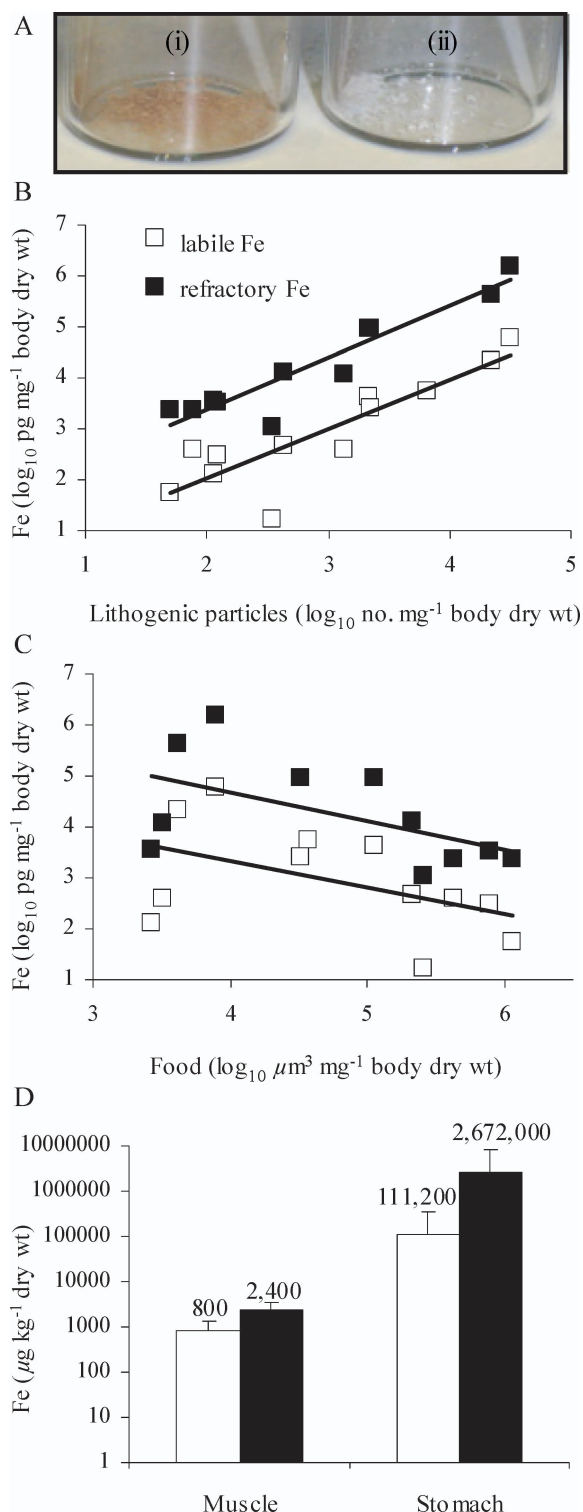 A
(i)
(ii)
B
7
6
5
4
3
2
1
labile Fe
refractory Fe
Fe (log₁₀ pg mg⁻¹ body dry wt)
1
2
3
4
5
Lithogenic particles (log₁₀ no. mg⁻¹ body dry wt)
C
7
6
5
4
3
2
1
Fe (log₁₀ pg mg⁻¹ body dry wt)
3
4
5
6
Food (log₁₀ µm³ mg⁻¹ body dry wt)
D
10000000
1000000
100000
10000
1000
100
10
1
Fe (µg kg⁻¹ dry wt)
800
2,400
111,200
2,672,000
Muscle
Stomach